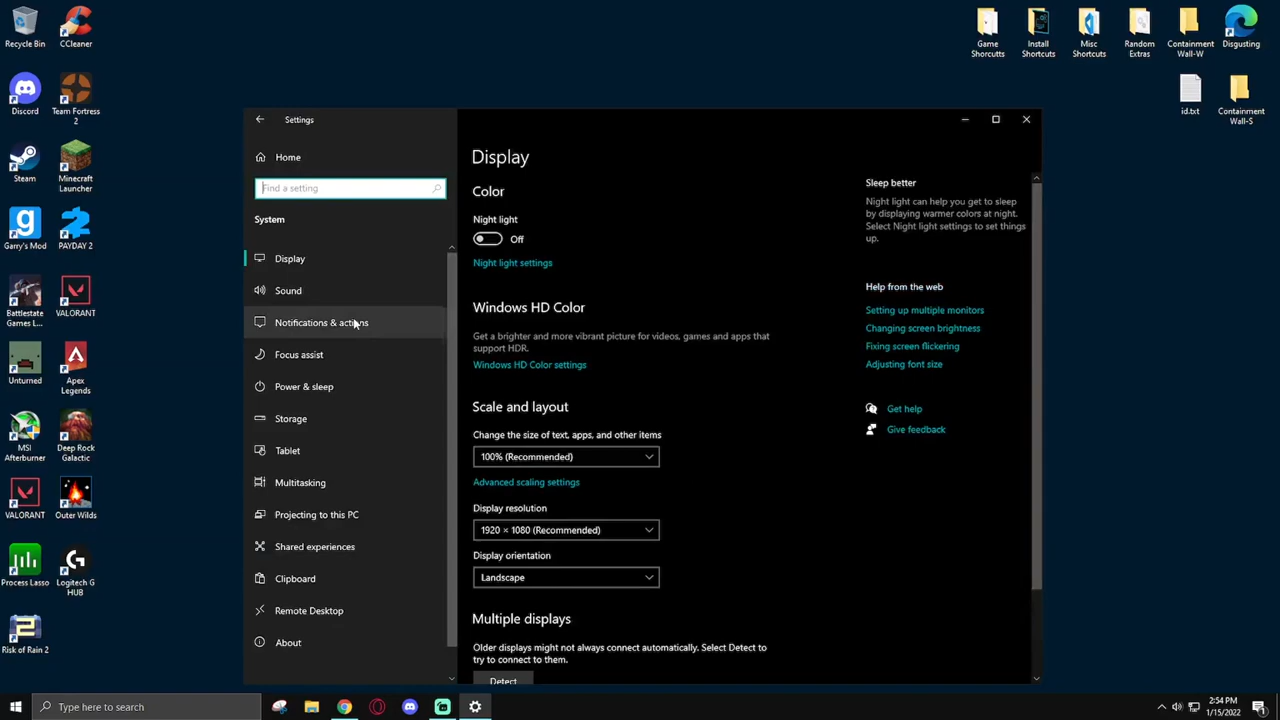 Recycle Bin
CCleaner
Discord
Team Fortress
2
Steam
Minecraft
Launcher
Garry's Mod
PAYDAY 2
Battlestate
Games L...
VALORANT
Unturned
Apex
Legends
MSI
Afterburner
Deep Rock
Galactic
VALORANT
Outer Wilds
Process Lasso
Logitech G
HUB
Risk of Rain 2
Game
Shorcutts
Install
Shortcuts
Misc
Shortcuts
Random
Extras
Containment
Wall-W
Disgusting
id.txt
Containment
Wall-S
Settings
Home
Find a setting
System
Display
Sound
Notifications & actions
Focus assist
Power & sleep
Storage
Tablet
Multitasking
Projecting to this PC
Shared experiences
Clipboard
Remote Desktop
About
Display
Color
Night light
Off
Night light settings
Windows HD Color
Get a brighter and more vibrant picture for videos, games and apps that
support HDR.
Windows HD Color settings
Scale and layout
Change the size of text, apps, and other items
100% (Recommended)
Advanced scaling settings
Display resolution
1920 × 1080 (Recommended)
Display orientation
Landscape
Multiple displays
Older displays might not always connect automatically. Select Detect to
try to connect to them.
Detect
Sleep better
Night light can help you get to sleep
by displaying warmer colors at night.
Select Night light settings to set things
up.
Help from the web
Setting up multiple monitors
Changing screen brightness
Fixing screen flickering
Adjusting font size
Get help
Give feedback
Type here to search
2:54 PM
1/15/2022
1